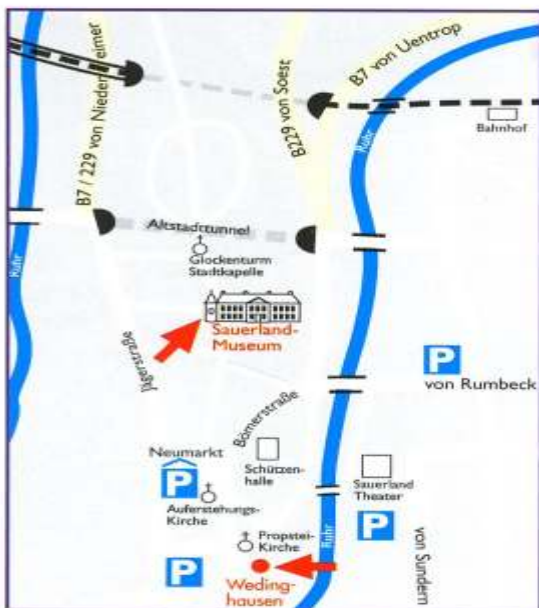 B7 / 229 von Niedereimer
B229 von Soest
B7 von Uentrop
Ruhr
Bahnhof
Altstadttunnel
Glockenturm
Stadtkapelle
Ruhr
Sauerland-
Museum
Jägerstraße
P
von Rumbeck
Bömerstraße
Neumarkt
P
Schützen-
halle
Sauerland
Theater
Auferstehungs-
Kirche
P
von Sundern
Propstei-
Kirche
Ruhr
P
Weding-
hausen